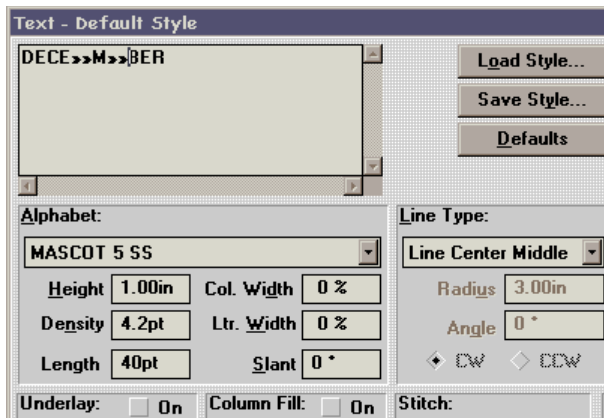 Text - Default Style
DECE»M»BER
Load Style...
Save Style...
Defaults
Alphabet:
Line Type:
MASCOT 5 SS
Line Center Middle
Height 1.00in Col. Width 0 % Radius 3.00in
Density 4.2pt Ltr. Width 0 % Angle 0 °
Length 40pt Slant 0 ° CW CCW
Underlay: On Column Fill: On Stitch: